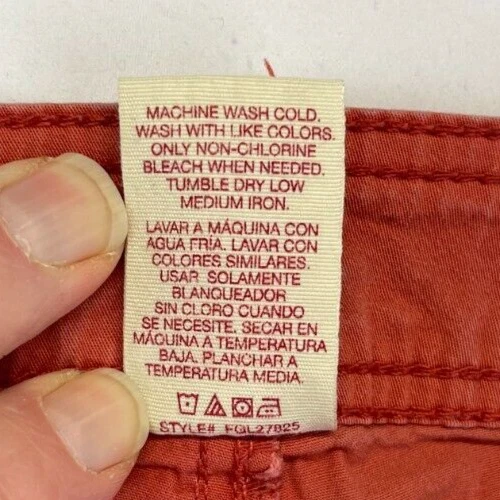 MACHINE WASH COLD.
WASH WITH LIKE COLORS.
ONLY NON-CHLORINE
BLEACH WHEN NEEDED.
TUMBLE DRY LOW
MEDIUM IRON.
LAVAR A MÁQUINA CON
AGUA FRÍA. LAVAR CON
COLORES SIMILARES.
USAR SOLAMENTE
BLANQUEADOR
SIN CLORO CUANDO
SE NECESITE. SECAR EN
MÁQUINA A TEMPERATURA
BAJA. PLANCHAR A
TEMPERATURA MEDIA.
STYLE# FGL27825